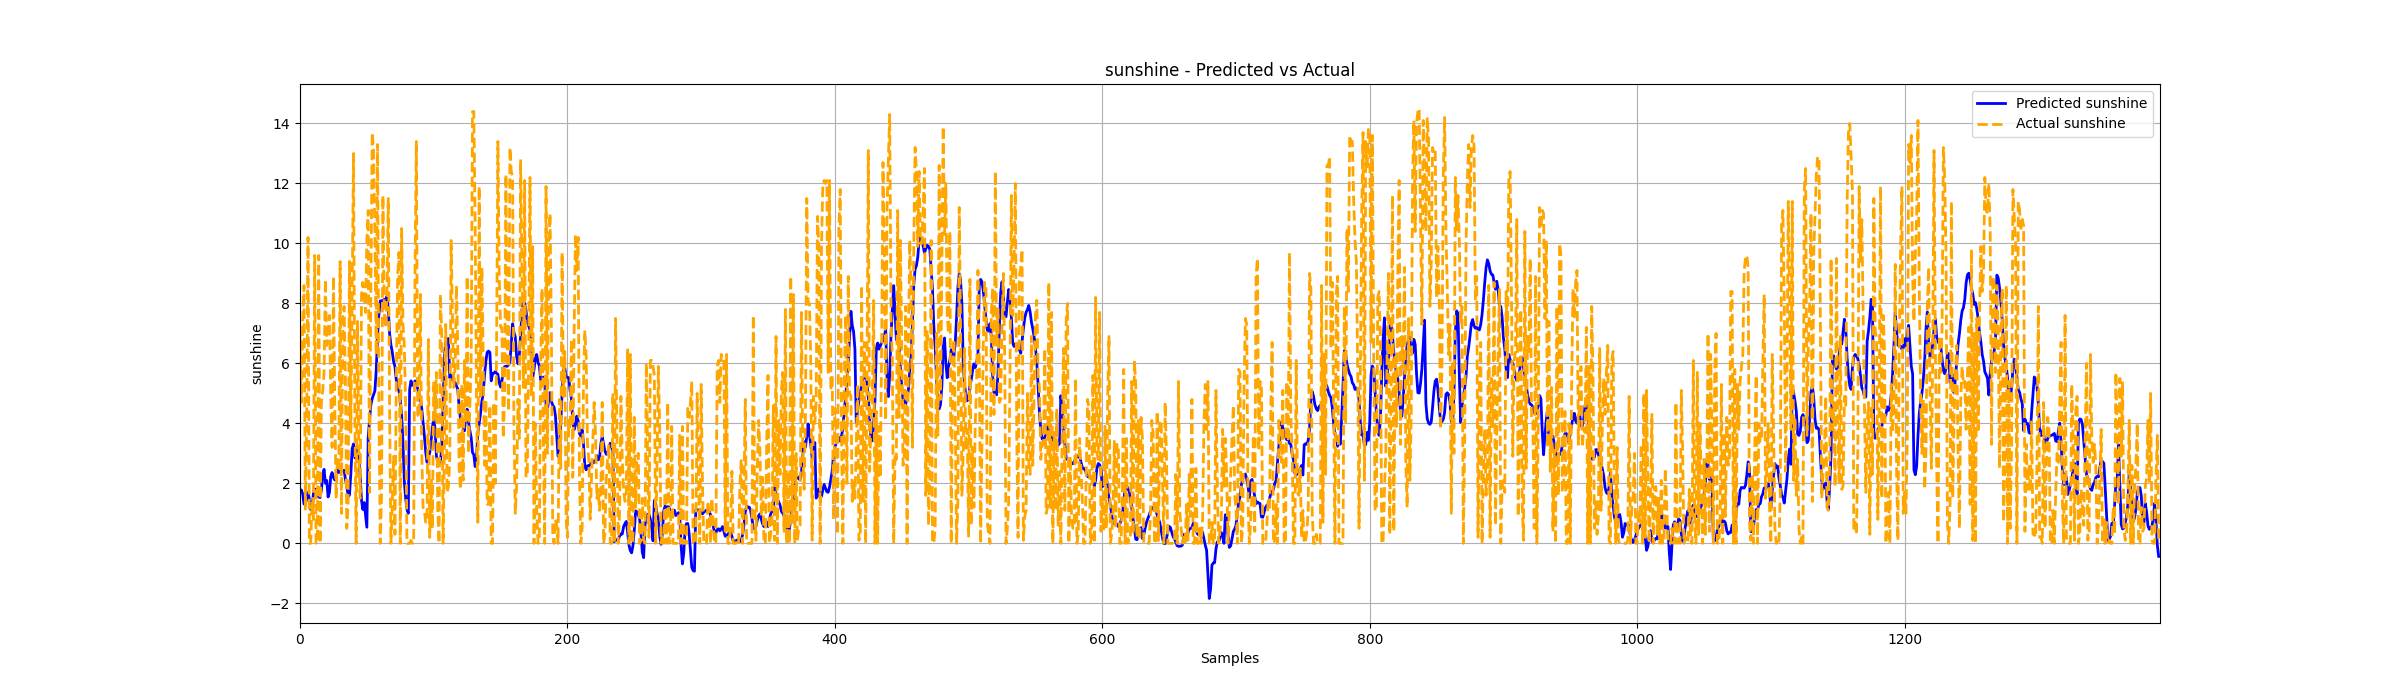 sunshine - Predicted vs Actual
Predicted sunshine
Actual sunshine
sunshine
14
12
10
8
6
4
2
0
−2
0 200 400 600 800 1000 1200
Samples